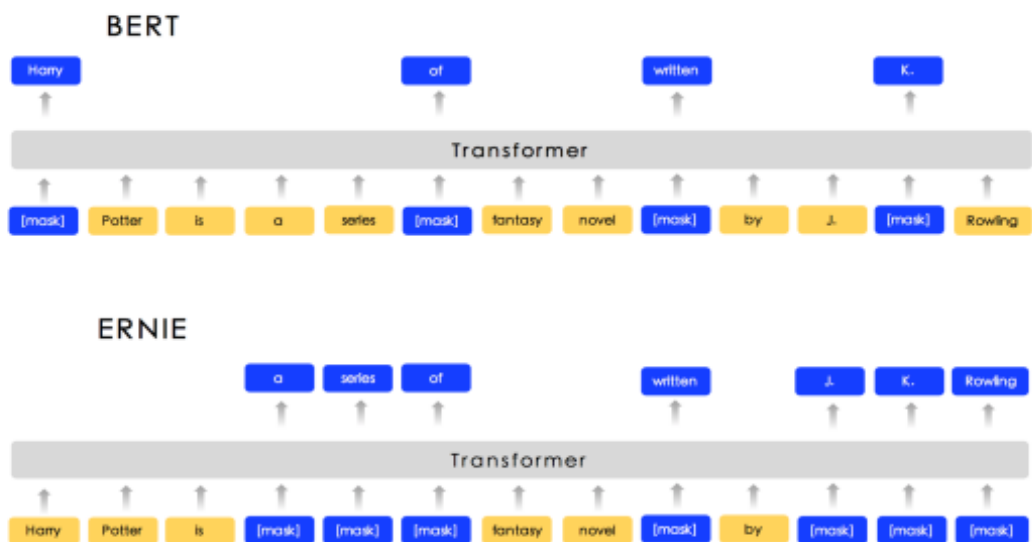 BERT
Harry of written K.
Transformer
[mask] Potter is a series [mask] fantasy novel [mask] by J. [mask] Rowling
ERNIE
a series of written J. K. Rowling
Transformer
Harry Potter is [mask] [mask] [mask] fantasy novel [mask] by [mask] [mask] [mask]